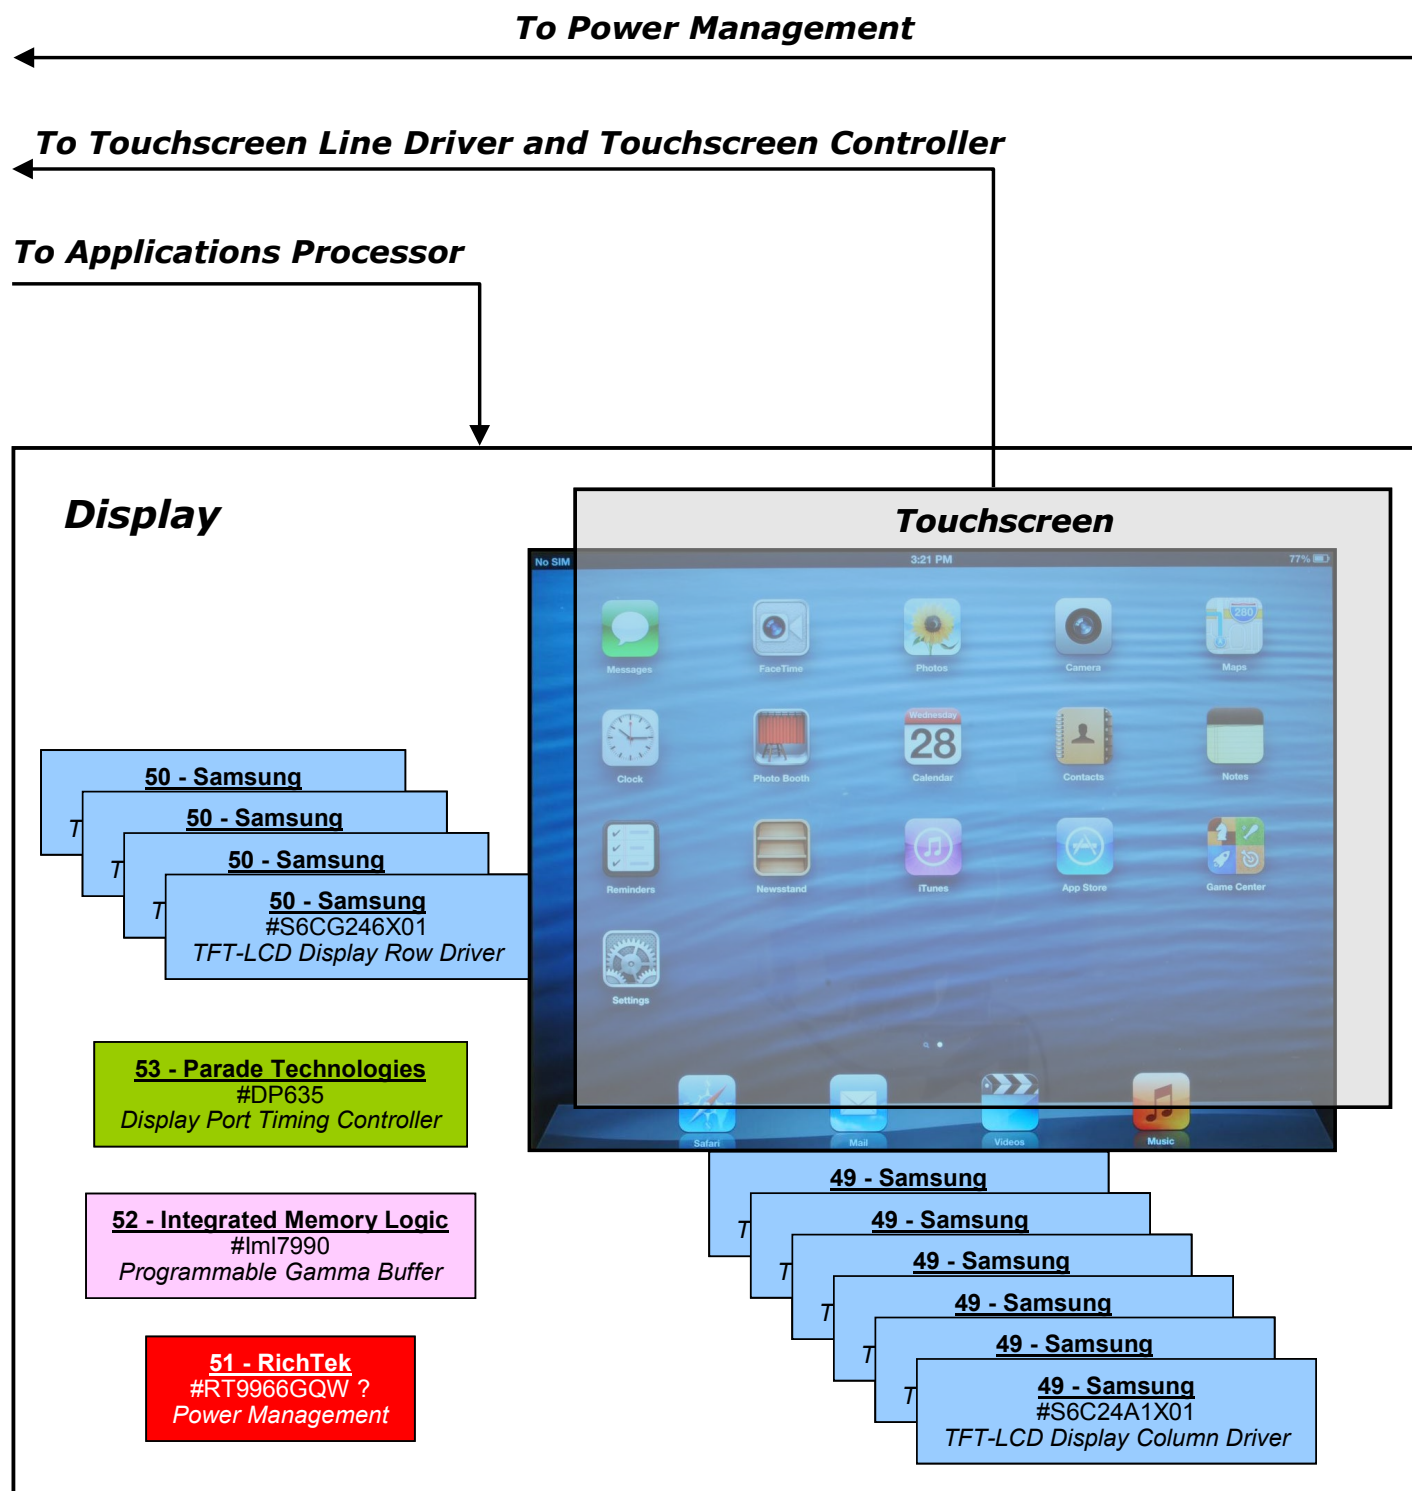 To Power Management
To Touchscreen Line Driver and Touchscreen Controller
To Applications Processor
Display
Touchscreen
No SIM 3:21 PM 77%
280
Messages FaceTime Photos Camera Maps
Wednesday
28
Clock Photo Booth Calendar Contacts Notes
Reminders Newsstand iTunes App Store Game Center
Settings
Safari Mail Videos Music
50 - Samsung
T
50 - Samsung
T
50 - Samsung
T
50 - Samsung
#S6CG246X01
TFT-LCD Display Row Driver
53 - Parade Technologies
#DP635
Display Port Timing Controller
52 - Integrated Memory Logic
#Iml7990
Programmable Gamma Buffer
51 - RichTek
#RT9966GQW ?
Power Management
49 - Samsung
T
49 - Samsung
T
49 - Samsung
T
49 - Samsung
T
49 - Samsung
T
49 - Samsung
#S6C24A1X01
TFT-LCD Display Column Driver